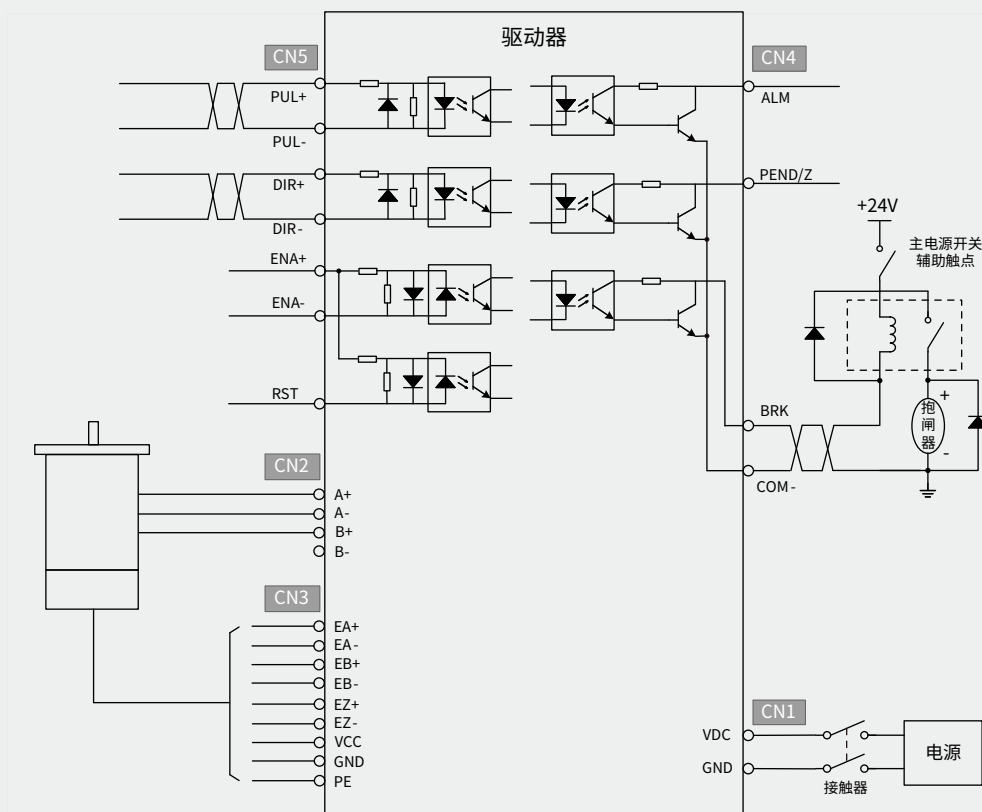 驱动器
CN5
PUL+
PUL-
DIR+
DIR-
ENA+
ENA-
RST
CN4
ALM
PEND/Z
+24V
主电源开关
辅助触点
BRK
COM-
+
抱
闸
器
-
CN2
A+
A-
B+
B-
CN3
EA+
EA-
EB+
EB-
EZ+
EZ-
VCC
GND
PE
CN1
VDC
GND
接触器
电源